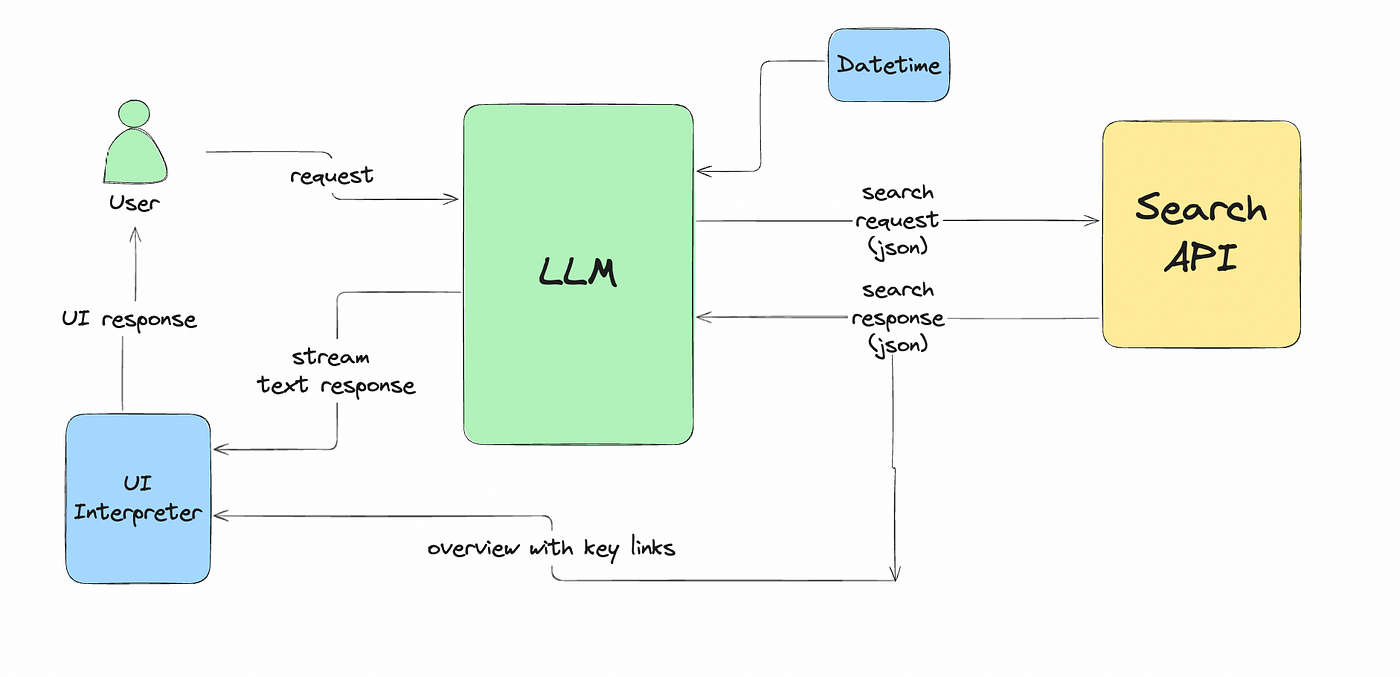 Datetime
request
User
search
request
(json)
Search
API
LLM
search
response
(json)
UI response
stream
text response
UI
Interpreter
overview with key links